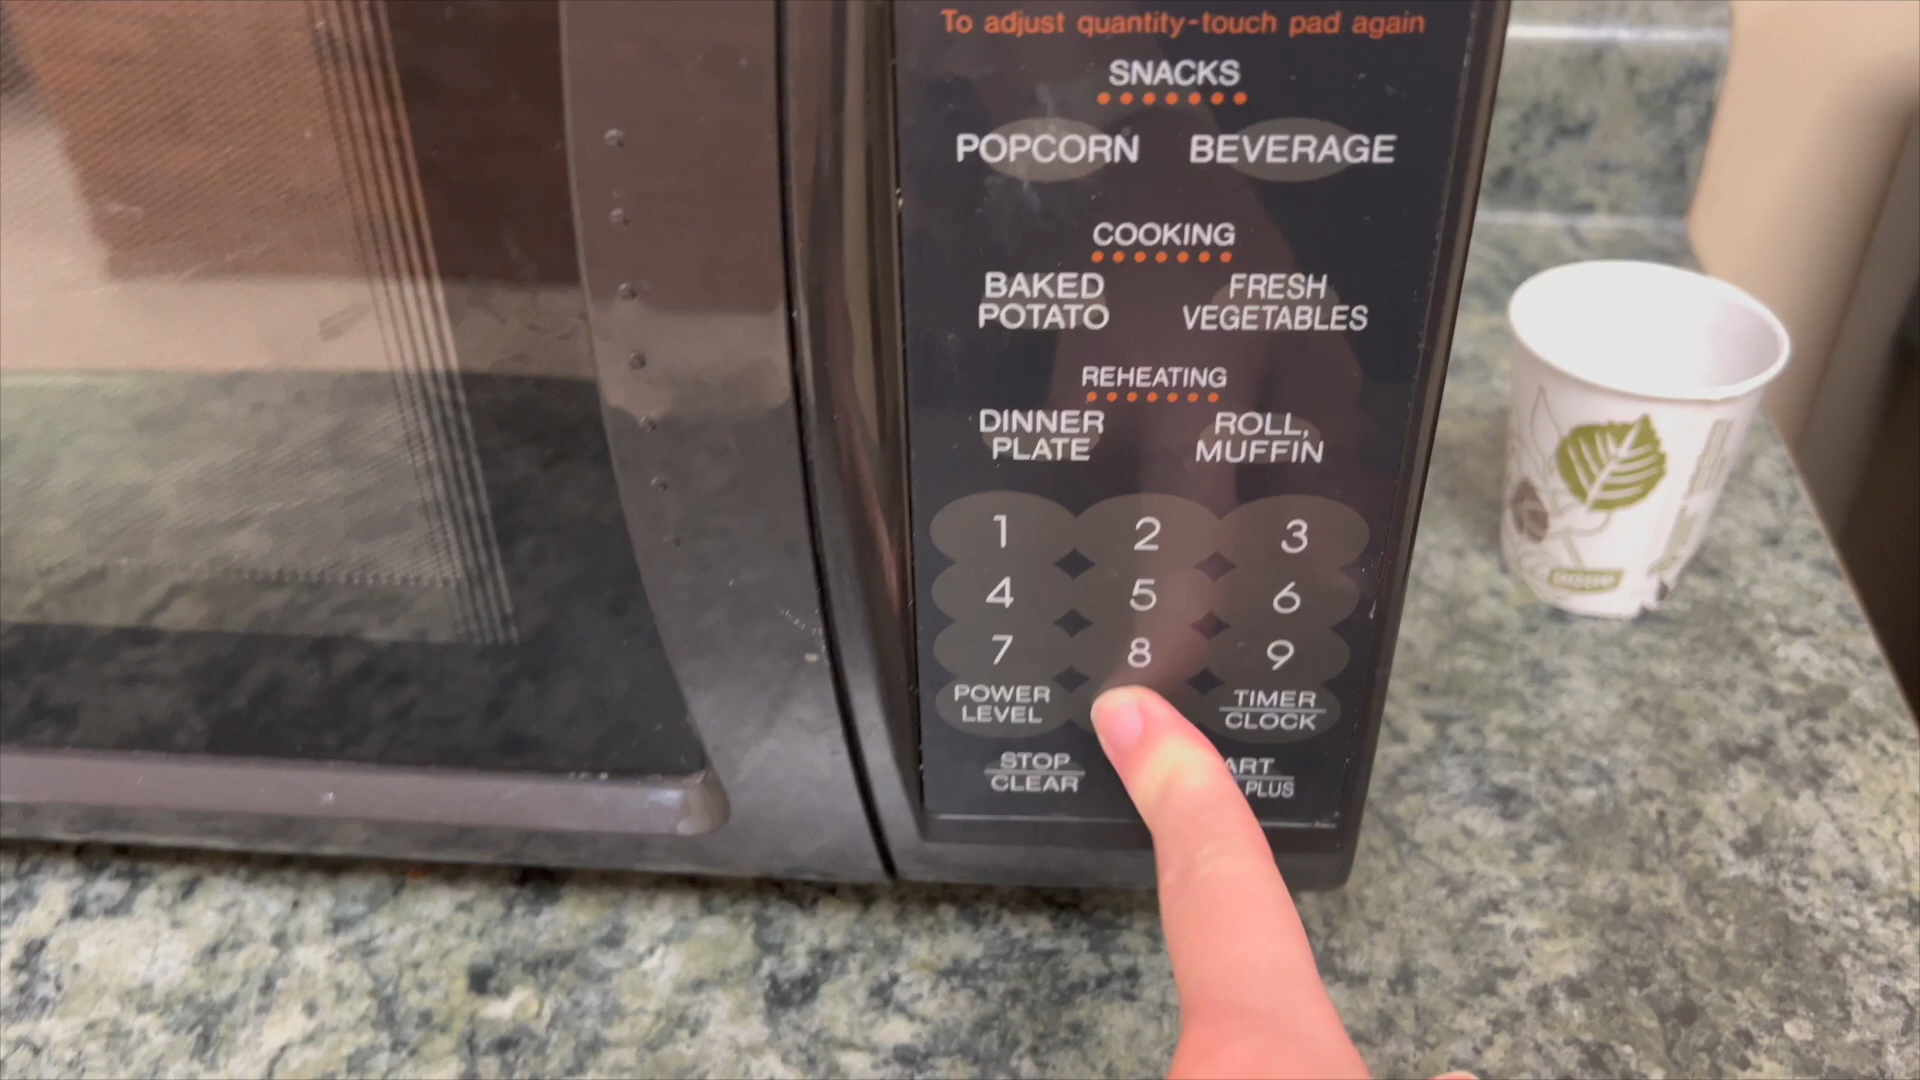 To adjust quantity-touch pad again
SNACKS
POPCORN BEVERAGE
COOKING
BAKED POTATO
FRESH VEGETABLES
REHEATING
DINNER PLATE
ROLL, MUFFIN
1 2 3
4 5 6
7 8 9
POWER LEVEL
TIMER
CLOCK
STOP
CLEAR
PLUS